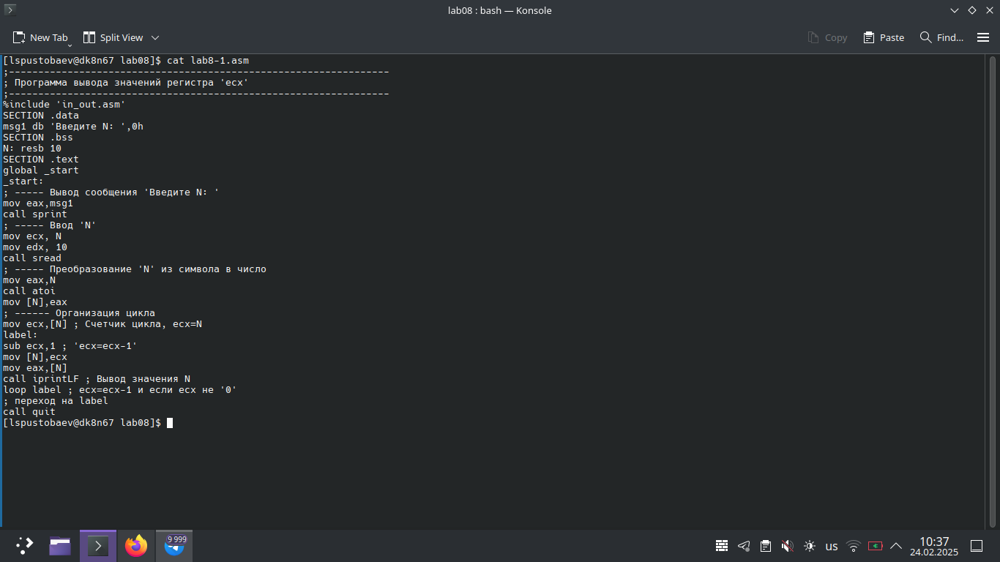 lab08 : bash — Konsole
New Tab Split View Copy Paste Find...
[lspustobaev@dk8n67 lab08]$ cat lab8-1.asm
;-----------------------------------------------------------------
; Программа вывода значений регистра 'ecx'
;-----------------------------------------------------------------
%include 'in_out.asm'
SECTION .data
msg1 db 'Введите N: ',0h
SECTION .bss
N: resb 10
SECTION .text
global _start
_start:
; ----- Вывод сообщения 'Введите N: '
mov eax,msg1
call sprint
; ----- Ввод 'N'
mov ecx, N
mov edx, 10
call sread
; ----- Преобразование 'N' из символа в число
mov eax,N
call atoi
mov [N],eax
; ------ Организация цикла
mov ecx,[N] ; Счетчик цикла, ecx=N
label:
sub ecx,1 ; 'ecx=ecx-1'
mov [N],ecx
mov eax,[N]
call iprintLF ; Вывод значения N
loop label ; ecx=ecx-1 и если ecx не '0'
; переход на label
call quit
[lspustobaev@dk8n67 lab08]$
9 999
us
10:37
24.02.2025